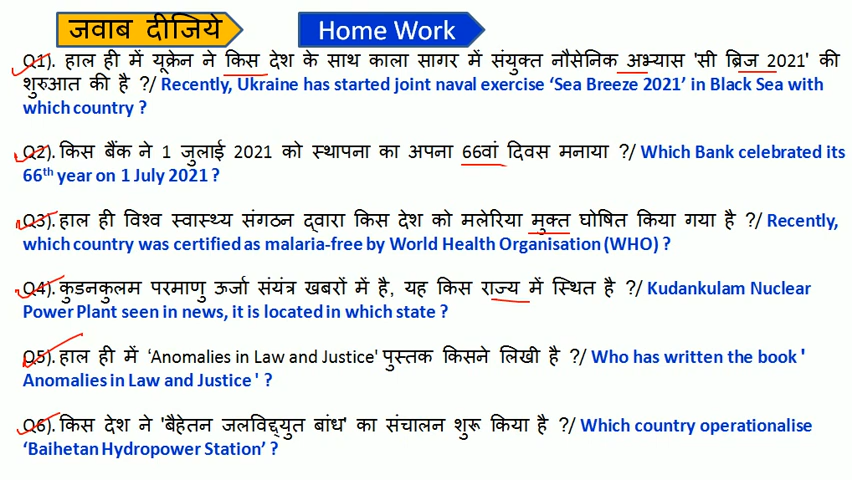 जवाब दीजिये
Home Work
Q1). हाल ही में यूक्रेन ने किस देश के साथ काला सागर में संयुक्त नौसेनिक अभ्यास 'सी ब्रिज 2021' की
शुरुआत की है ?/ Recently, Ukraine has started joint naval exercise ‘Sea Breeze 2021’ in Black Sea with
which country ?
Q2). किस बैंक ने 1 जुलाई 2021 को स्थापना का अपना 66वां दिवस मनाया ?/ Which Bank celebrated its
66th year on 1 July 2021 ?
Q3). हाल ही विश्व स्वास्थ्य संगठन द्वारा किस देश को मलेरिया मुक्त घोषित किया गया है ?/ Recently,
which country was certified as malaria-free by World Health Organisation (WHO) ?
Q4). कुडनकुलम परमाणु ऊर्जा संयंत्र खबरों में है, यह किस राज्य में स्थित है ?/ Kudankulam Nuclear
Power Plant seen in news, it is located in which state ?
Q5). हाल ही में 'Anomalies in Law and Justice' पुस्तक किसने लिखी है ?/ Who has written the book '
Anomalies in Law and Justice ' ?
Q6). किस देश ने 'बैहेतन जलविद्द्युत बांध' का संचालन शुरू किया है ?/ Which country operationalise
‘Baihetan Hydropower Station’ ?